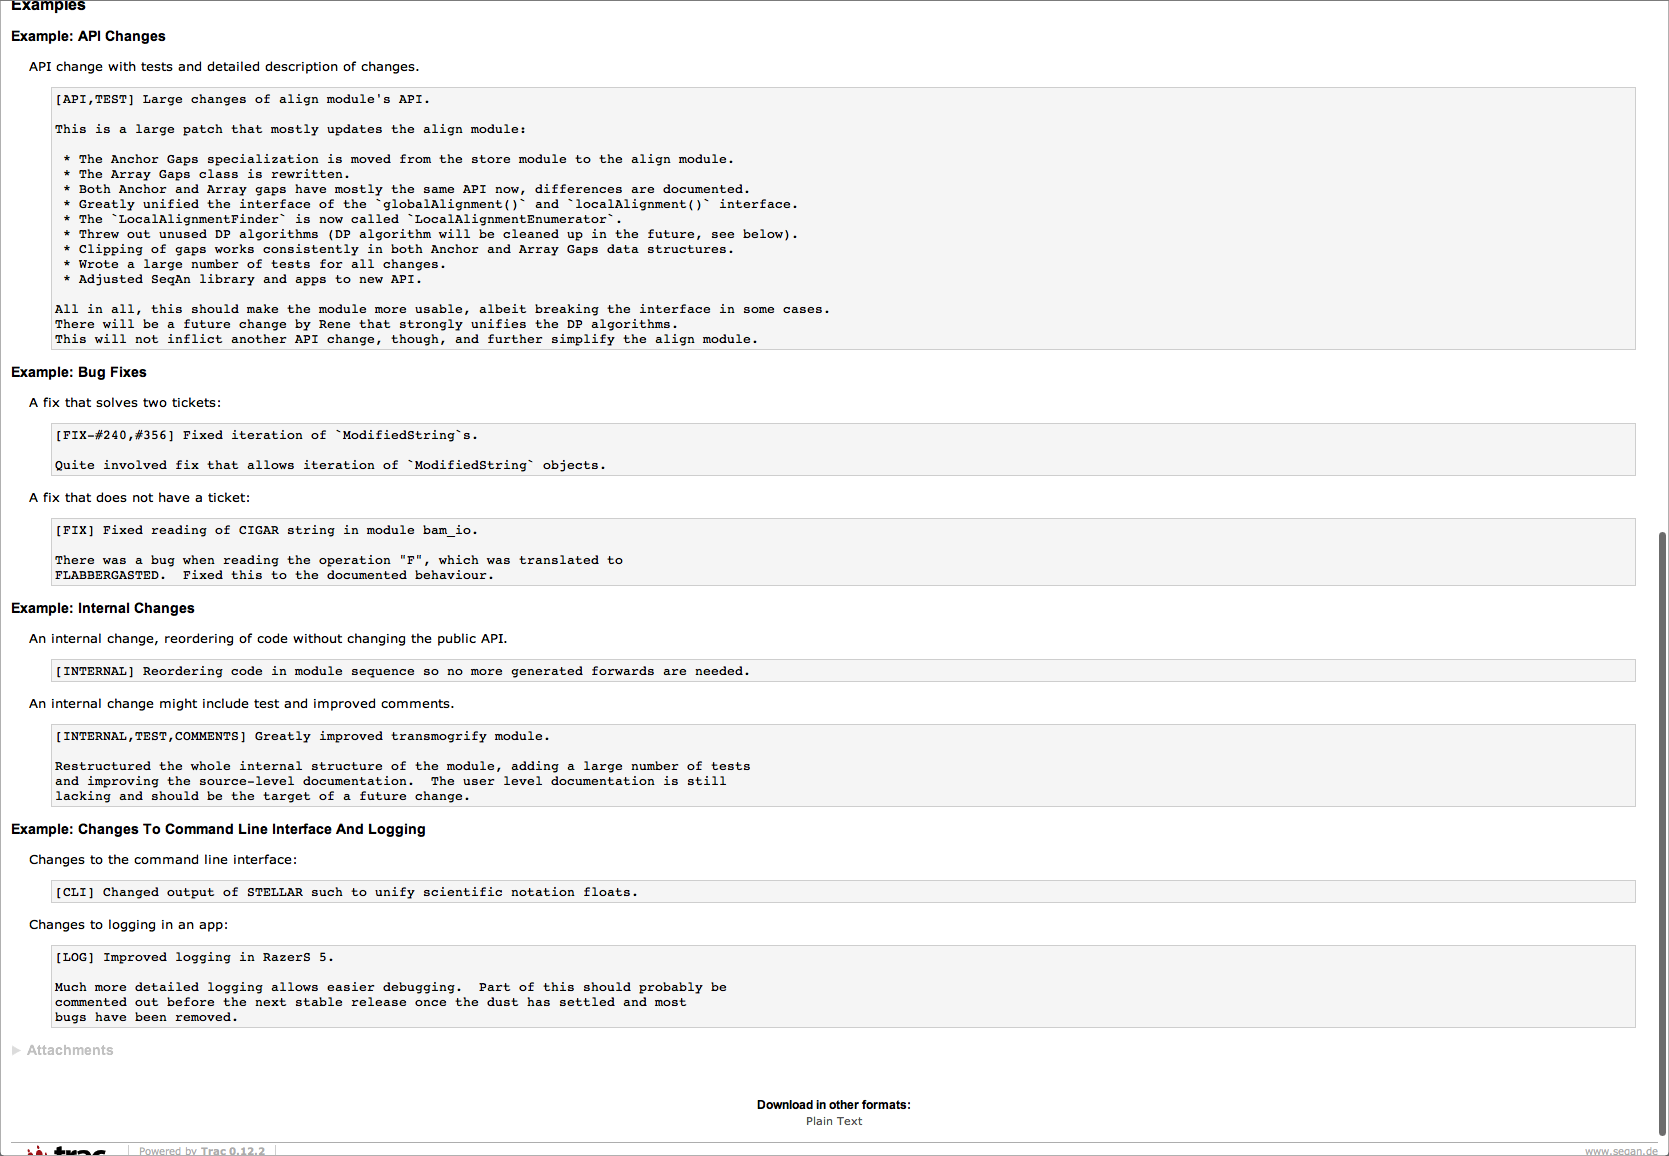 Examples
Example: API Changes
API change with tests and detailed description of changes.
[API,TEST] Large changes of align module's API.
This is a large patch that mostly updates the align module:
* The Anchor Gaps specialization is moved from the store module to the align module.
* The Array Gaps class is rewritten.
* Both Anchor and Array gaps have mostly the same API now, differences are documented.
* Greatly unified the interface of the `globalAlignment()` and `localAlignment()` interface.
* The `LocalAlignmentFinder` is now called `LocalAlignmentEnumerator`.
* Threw out unused DP algorithms (DP algorithm will be cleaned up in the future, see below).
* Clipping of gaps works consistently in both Anchor and Array Gaps data structures.
* Wrote a large number of tests for all changes.
* Adjusted SeqAn library and apps to new API.
All in all, this should make the module more usable, albeit breaking the interface in some cases.
There will be a future change by Rene that strongly unifies the DP algorithms.
This will not inflict another API change, though, and further simplify the align module.
Example: Bug Fixes
A fix that solves two tickets:
[FIX-#240,#356] Fixed iteration of `ModifiedString`s.
Quite involved fix that allows iteration of `ModifiedString` objects.
A fix that does not have a ticket:
[FIX] Fixed reading of CIGAR string in module bam_io.
There was a bug when reading the operation "F", which was translated to
FLABBERGASTED.  Fixed this to the documented behaviour.
Example: Internal Changes
An internal change, reordering of code without changing the public API.
[INTERNAL] Reordering code in module sequence so no more generated forwards are needed.
An internal change might include test and improved comments.
[INTERNAL,TEST,COMMENTS] Greatly improved transmogrify module.
Restructured the whole internal structure of the module, adding a large number of tests
and improving the source-level documentation.  The user level documentation is still
lacking and should be the target of a future change.
Example: Changes To Command Line Interface And Logging
Changes to the command line interface:
[CLI] Changed output of STELLAR such to unify scientific notation floats.
Changes to logging in an app:
[LOG] Improved logging in RazerS 5.
Much more detailed logging allows easier debugging.  Part of this should probably be
commented out before the next stable release once the dust has settled and most
bugs have been removed.
Attachments
Download in other formats:
Plain Text
trac
Powered by Trac 0.12.2
www.seqan.de